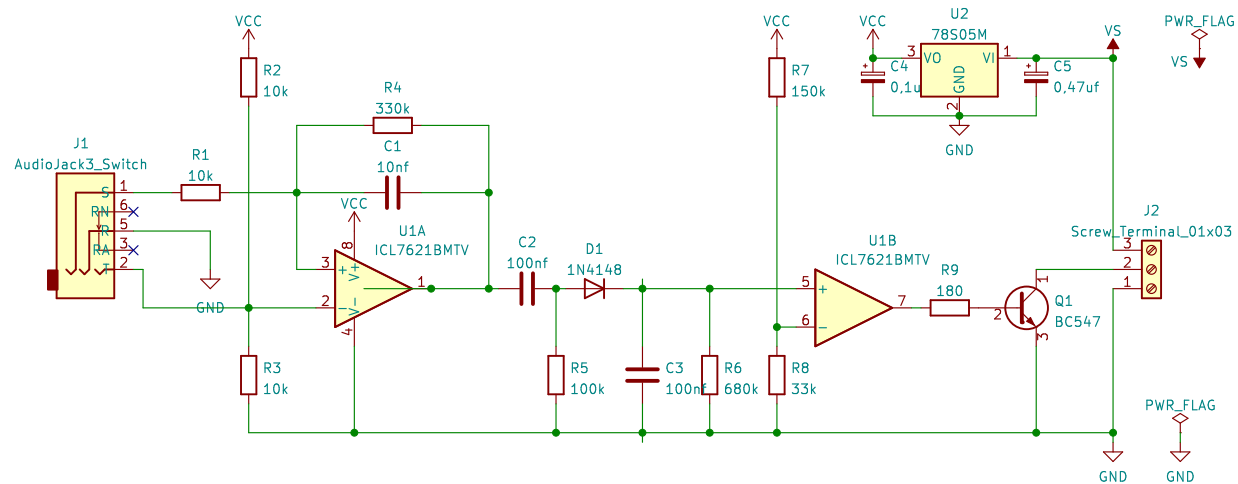 VCC
R2
10k
R4
330k
C1
10nf
VCC
J1
AudioJack3_Switch
R1
10k
S
1
RN
6
R
5
RA
3
T
2
GND
R3
10k
U1A
ICL7621BMTV
8
V+
3
+
2
−
V−
4
1
C2
100nf
D1
1N4148
R5
100k
C3
100nf
R6
680k
VCC
R7
150k
R8
33k
U1B
ICL7621BMTV
5
+
6
−
7
R9
180
Q1
BC547
1
2
3
VCC
U2
78S05M
3
VO
VI
1
GND
2
+
C4
0,1u
+
C5
0,47uf
GND
VS
PWR_FLAG
VS
J2
Screw_Terminal_01x03
3
2
1
PWR_FLAG
GND
GND